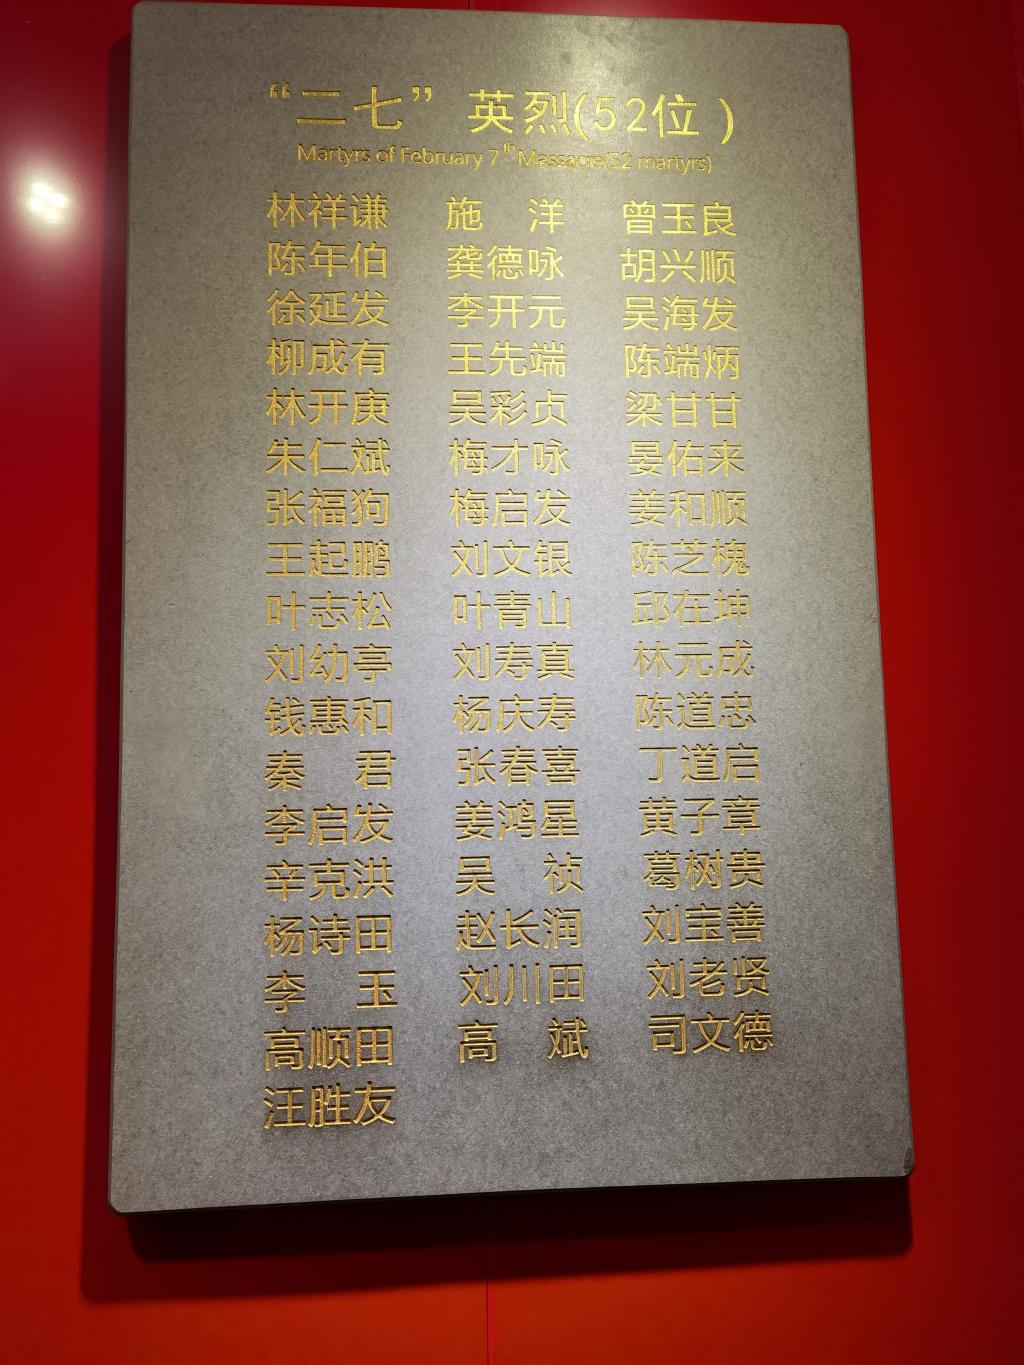 “二七”英烈(52位)
Martyrs of February 7th Massacre(52 martyrs)
林祥谦 施 洋 曾玉良
陈年伯 龚德咏 胡兴顺
徐延发 李开元 吴海发
柳成有 王先端 陈端炳
林开庚 吴彩贞 梁甘甘
朱仁斌 梅才咏 晏佑来
张福狗 梅启发 姜和顺
王起鹏 刘文银 陈芝槐
叶志松 叶青山 邱在坤
刘幼亭 刘寿真 林元成
钱惠和 杨庆寿 陈道忠
秦 君 张春喜 丁道启
李启发 姜鸿星 黄子章
辛克洪 吴 祯 葛树贵
杨诗田 赵长润 刘宝善
李 玉 刘川田 刘老贤
高顺田 高 斌 司文德
汪胜友